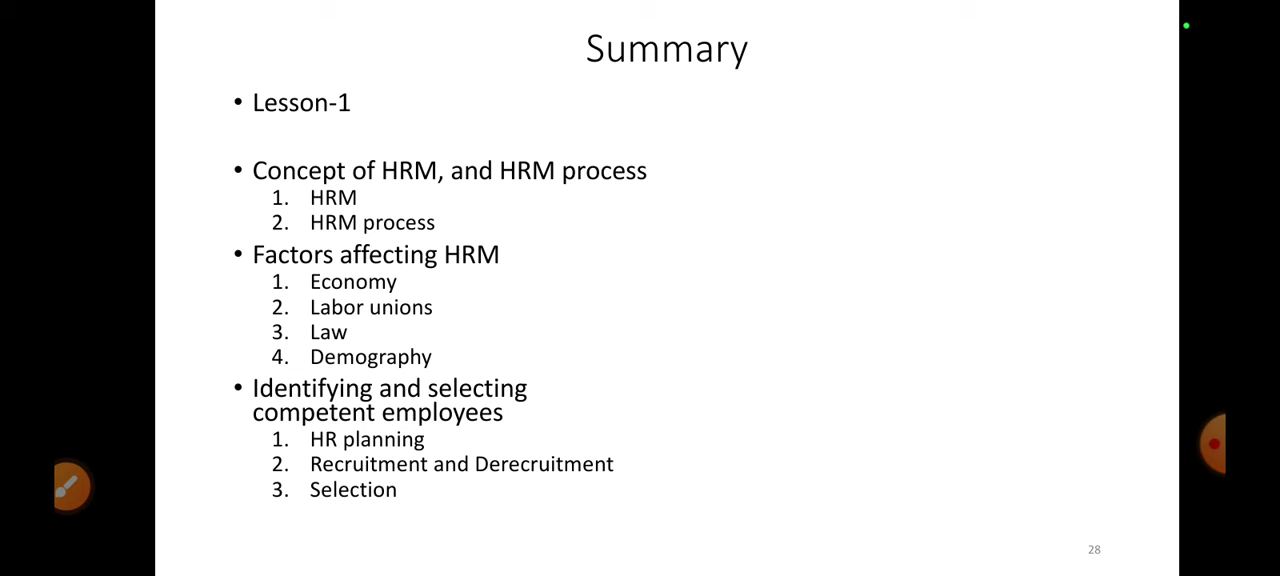 Summary
• Lesson-1
• Concept of HRM, and HRM process
1. HRM
2. HRM process
• Factors affecting HRM
1. Economy
2. Labor unions
3. Law
4. Demography
• Identifying and selecting
competent employees
1. HR planning
2. Recruitment and Derecruitment
3. Selection
28